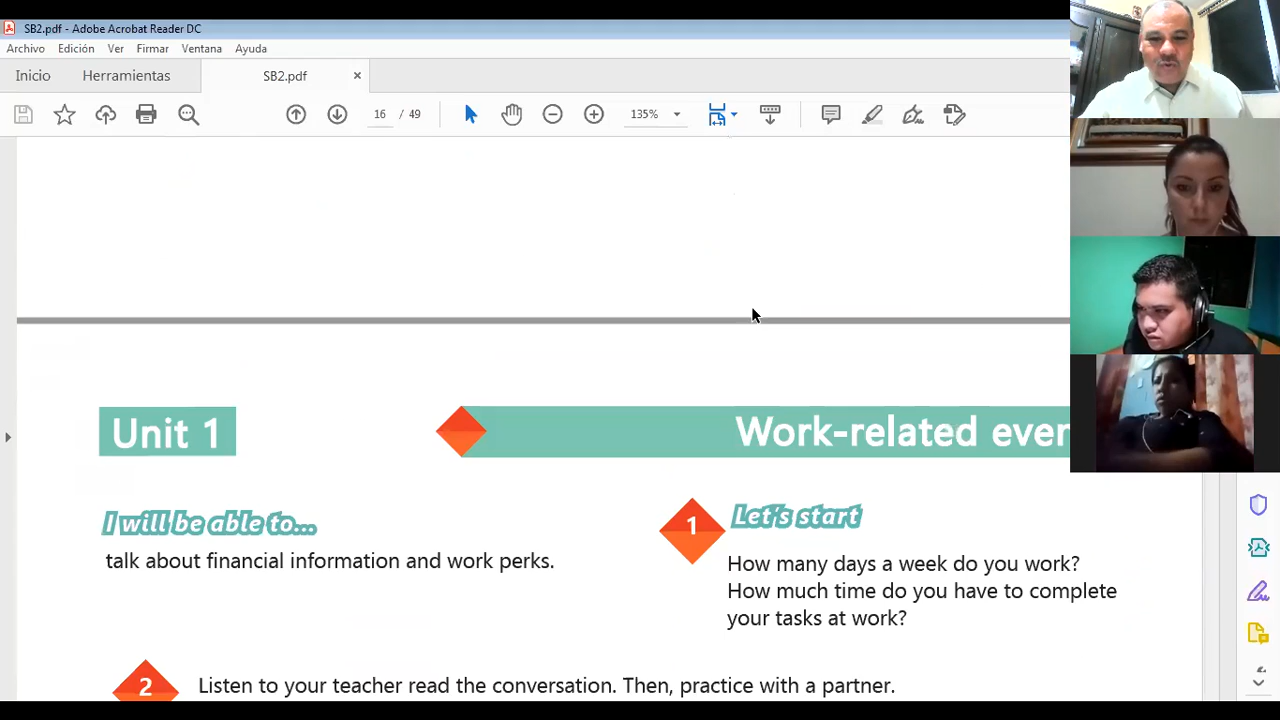 SB2.pdf - Adobe Acrobat Reader DC
Archivo Edición Ver Firmar Ventana Ayuda
Inicio Herramientas SB2.pdf ×
16 / 49 135%
Unit 1 Work-related even
I will be able to... 1 Let's start
talk about financial information and work perks.
How many days a week do you work?
How much time do you have to complete
your tasks at work?
2 Listen to your teacher read the conversation. Then, practice with a partner.